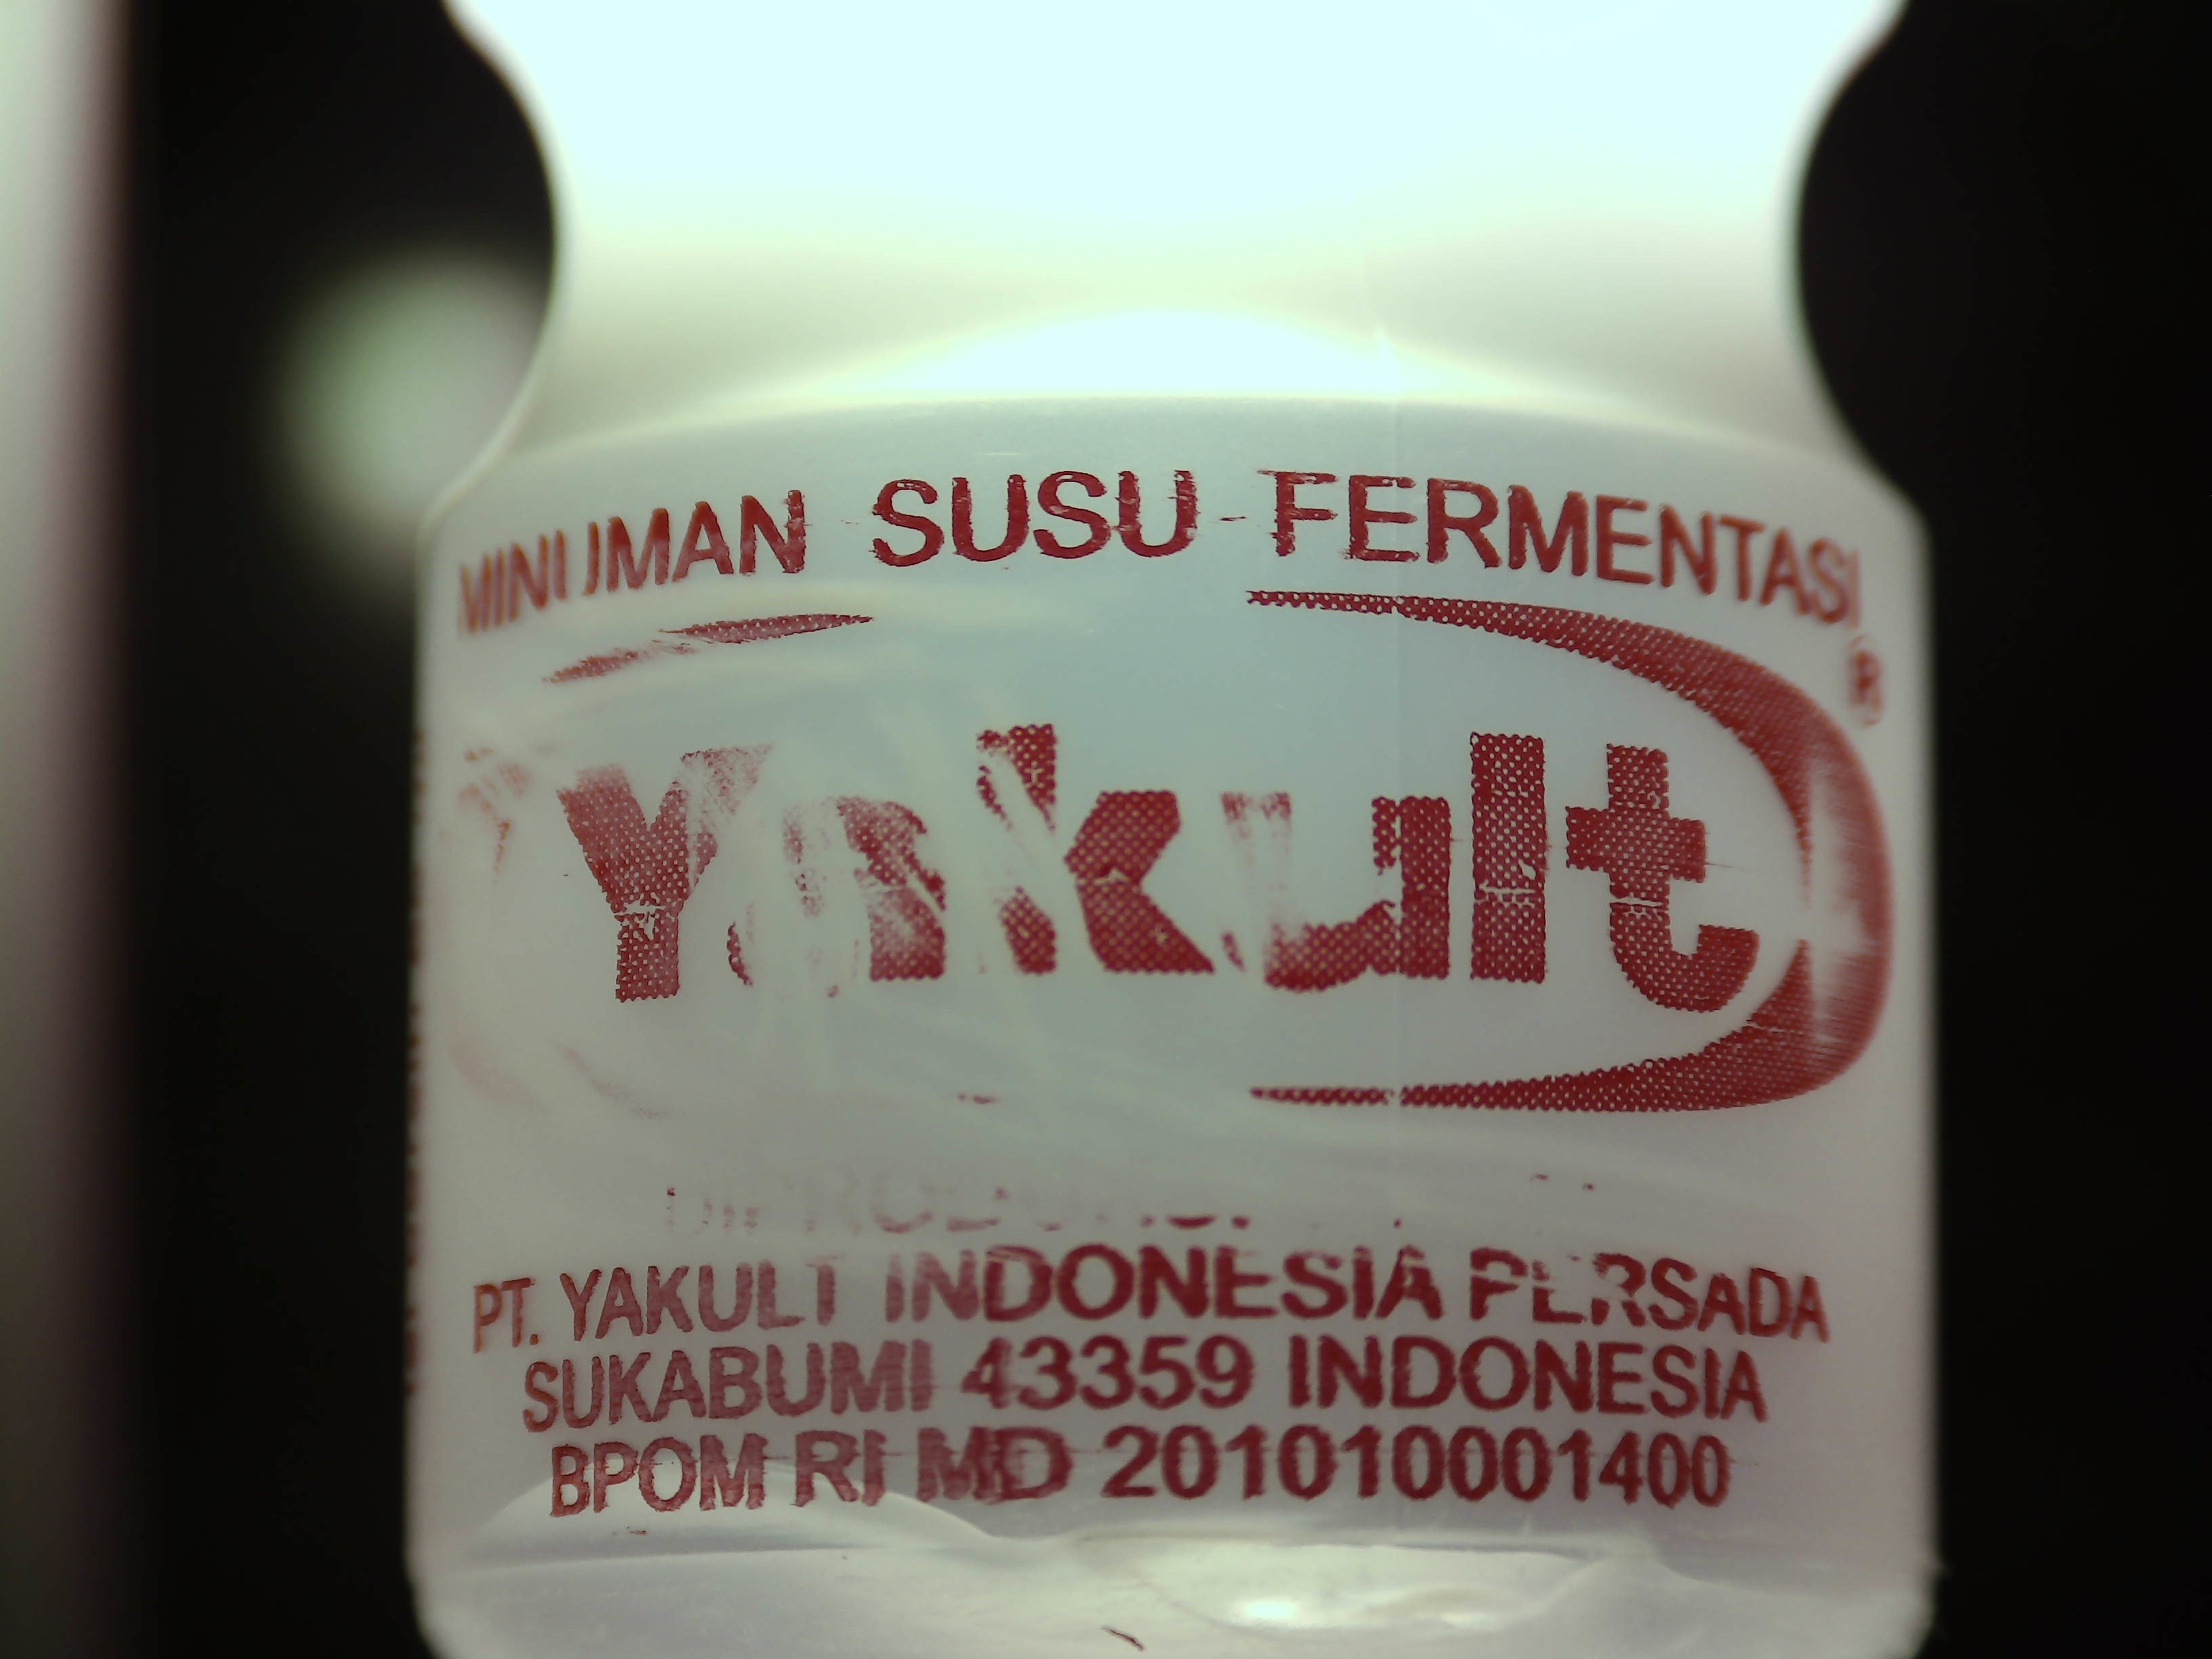 MINUMAN SUSU FERMENTASI
®
Yakult
PT. YAKULT INDONESIA PERSADA
SUKABUMI 43359 INDONESIA
BPOM RI MD 201010001400